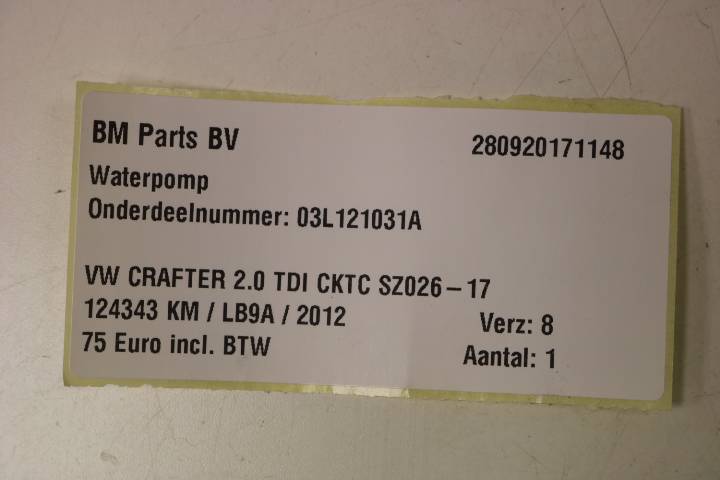 BM Parts BV 280920171148
Waterpomp
Onderdeelnummer: 03L121031A
VW CRAFTER 2.0 TDI CKTC SZ026-17
124343 KM / LB9A / 2012 Verz: 8
75 Euro incl. BTW Aantal: 1